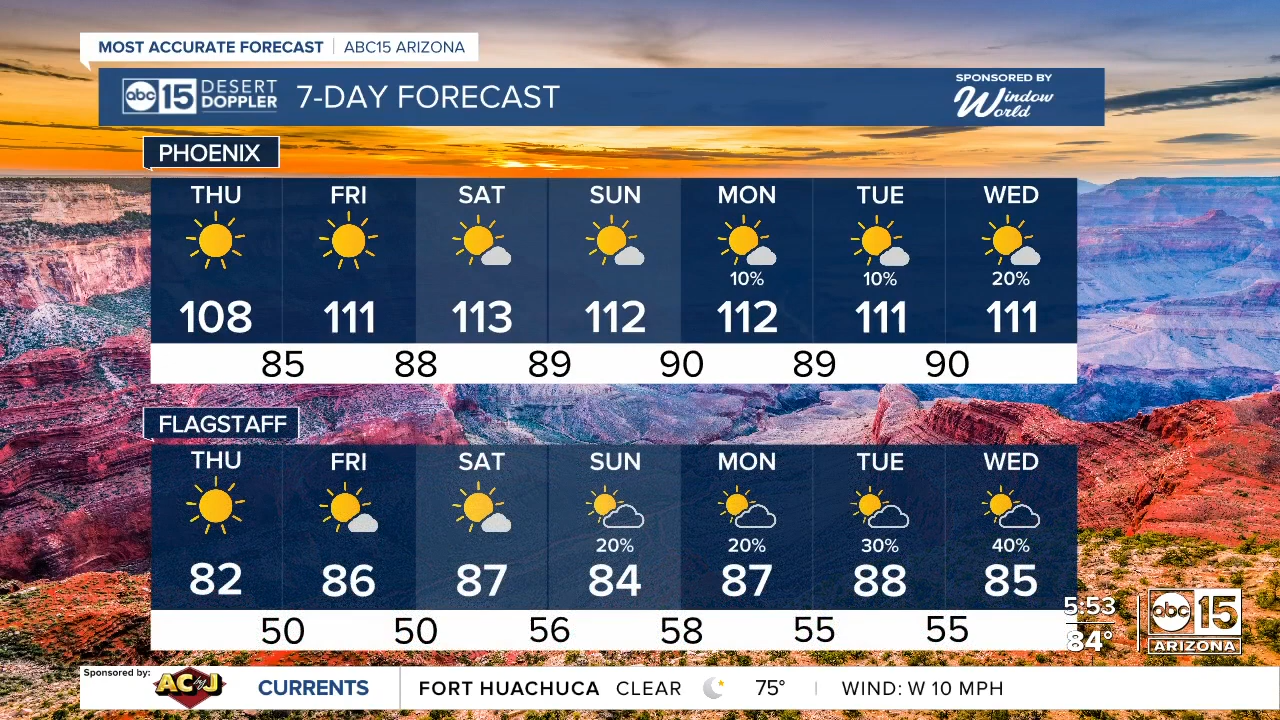 MOST ACCURATE FORECAST | ABC15 ARIZONA
abc 15 DESERT DOPPLER 7-DAY FORECAST
SPONSORED BY
Window World
PHOENIX
THU FRI SAT SUN MON TUE WED
10% 10% 20%
108 111 113 112 112 111 111
85 88 89 90 89 90
FLAGSTAFF
THU FRI SAT SUN MON TUE WED
20% 20% 30% 40%
82 86 87 84 87 88 85
50 50 56 58 55 55
5:53
84°
abc 15
ARIZONA
Sponsored by:
AC by J
CURRENTS
FORT HUACHUCA CLEAR 75° | WIND: W 10 MPH